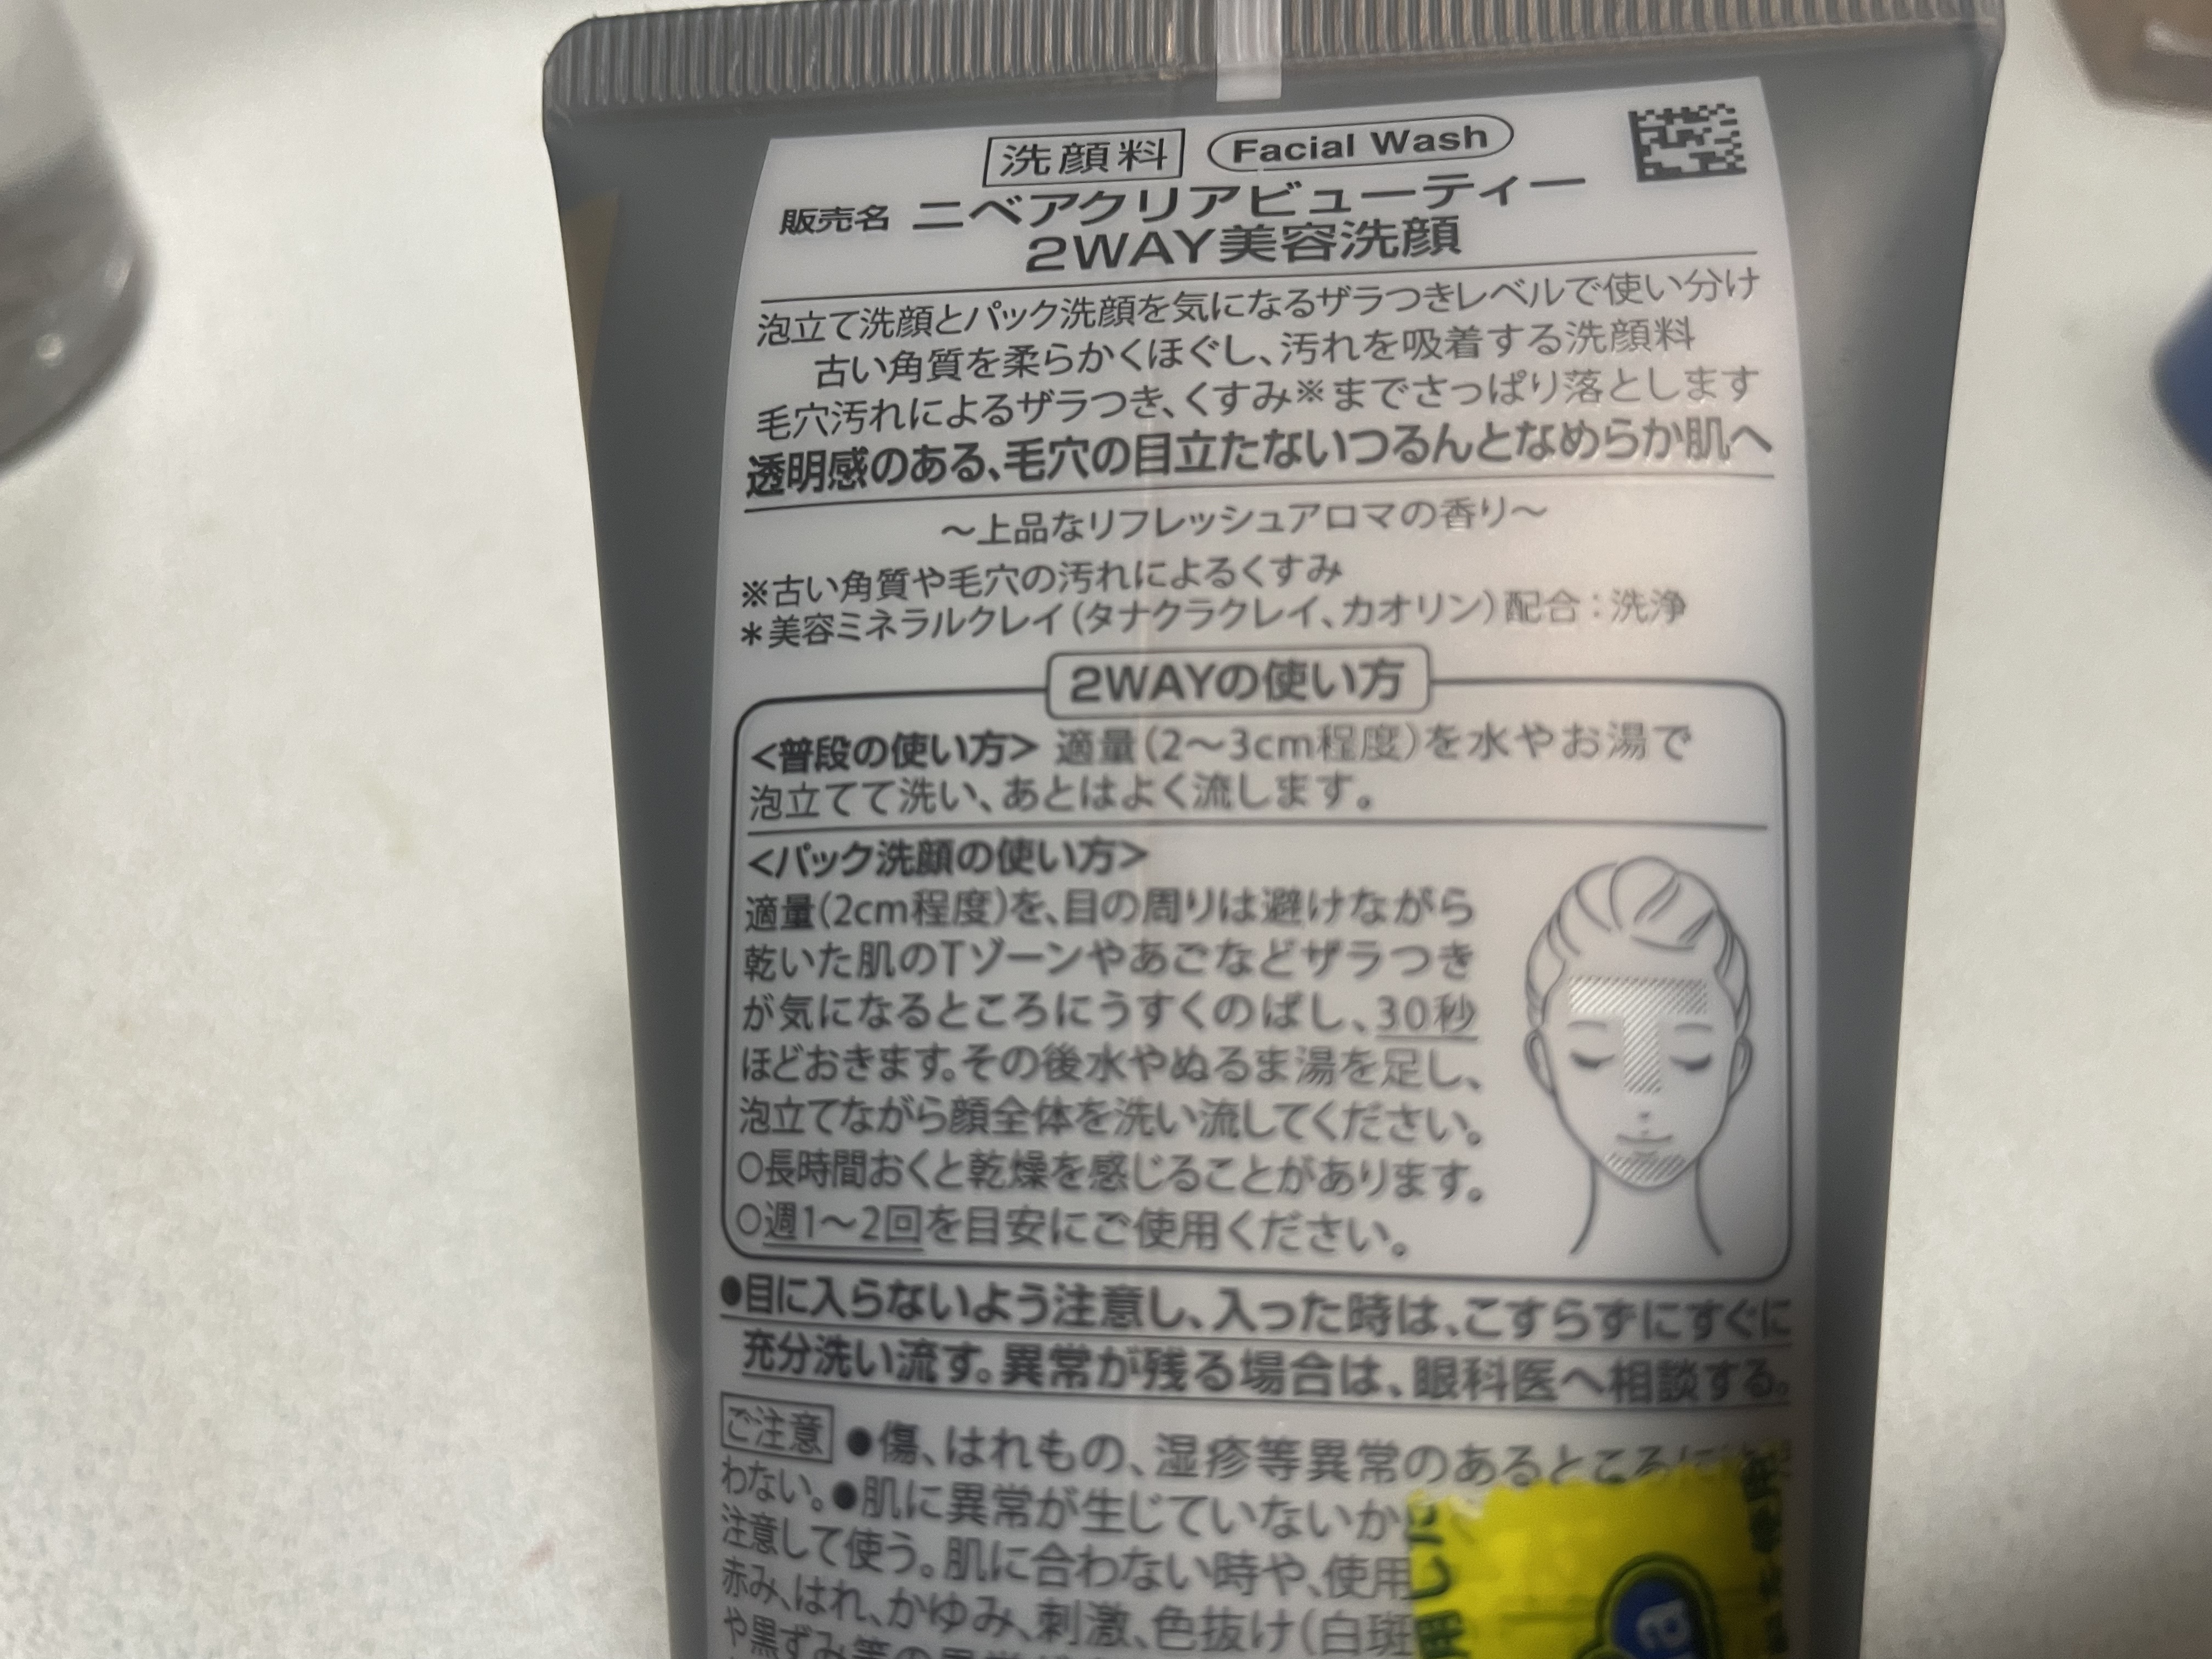 洗顔料 Facial Wash
販売名 ニベアクリアビューティー
2WAY美容洗顔
泡立て洗顔とパック洗顔を気になるザラつきレベルで使い分け
古い角質を柔らかくほぐし、汚れを吸着する洗顔料
毛穴汚れによるザラつき、くすみ※までさっぱり落とします
透明感のある、毛穴の目立たないつるんとなめらか肌へ
～上品なリフレッシュアロマの香り～
※古い角質や毛穴の汚れによるくすみ
＊美容ミネラルクレイ（タナクラクレイ、カオリン）配合：洗浄
2WAYの使い方
<普段の使い方> 適量（2～3cm程度）を水やお湯で
泡立てて洗い、あとはよく流します。
<パック洗顔の使い方>
適量（2cm程度）を、目の周りは避けながら
乾いた肌のTゾーンやあごなどザラつき
が気になるところにうすくのばし、30秒
ほどおきます。その後水やぬるま湯を足し、
泡立てながら顔全体を洗い流してください。
○長時間おくと乾燥を感じることがあります。
○週1～2回を目安にご使用ください。
●目に入らないよう注意し、入った時は、こすらずにすぐに
充分洗い流す。異常が残る場合は、眼科医へ相談する。
ご注意 ●傷、はれもの、湿疹等異常のあるところに
わない。●肌に異常が生じていないか
注意して使う。肌に合わない時や、使用
赤み、はれ、かゆみ、刺激、色抜け（白斑
や黒ずみ等の異常が